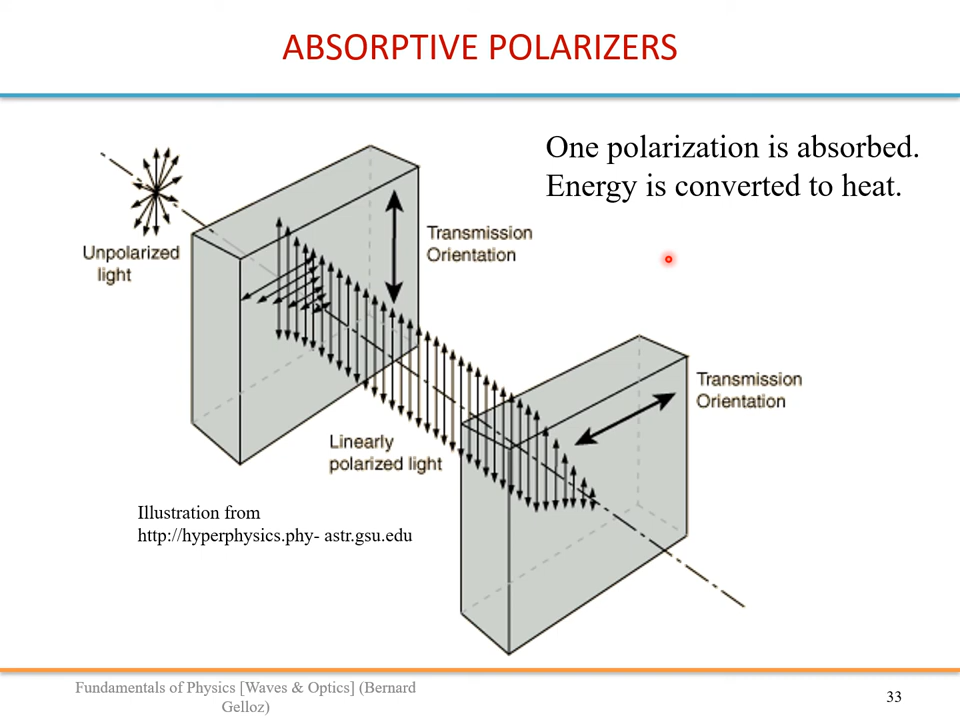 ABSORPTIVE POLARIZERS
One polarization is absorbed.
Energy is converted to heat.
Unpolarized
light
Transmission
Orientation
Transmission
Orientation
Linearly
polarized light
Illustration from
http://hyperphysics.phy- astr.gsu.edu
Fundamentals of Physics [Waves & Optics] (Bernard
Gelloz)
33